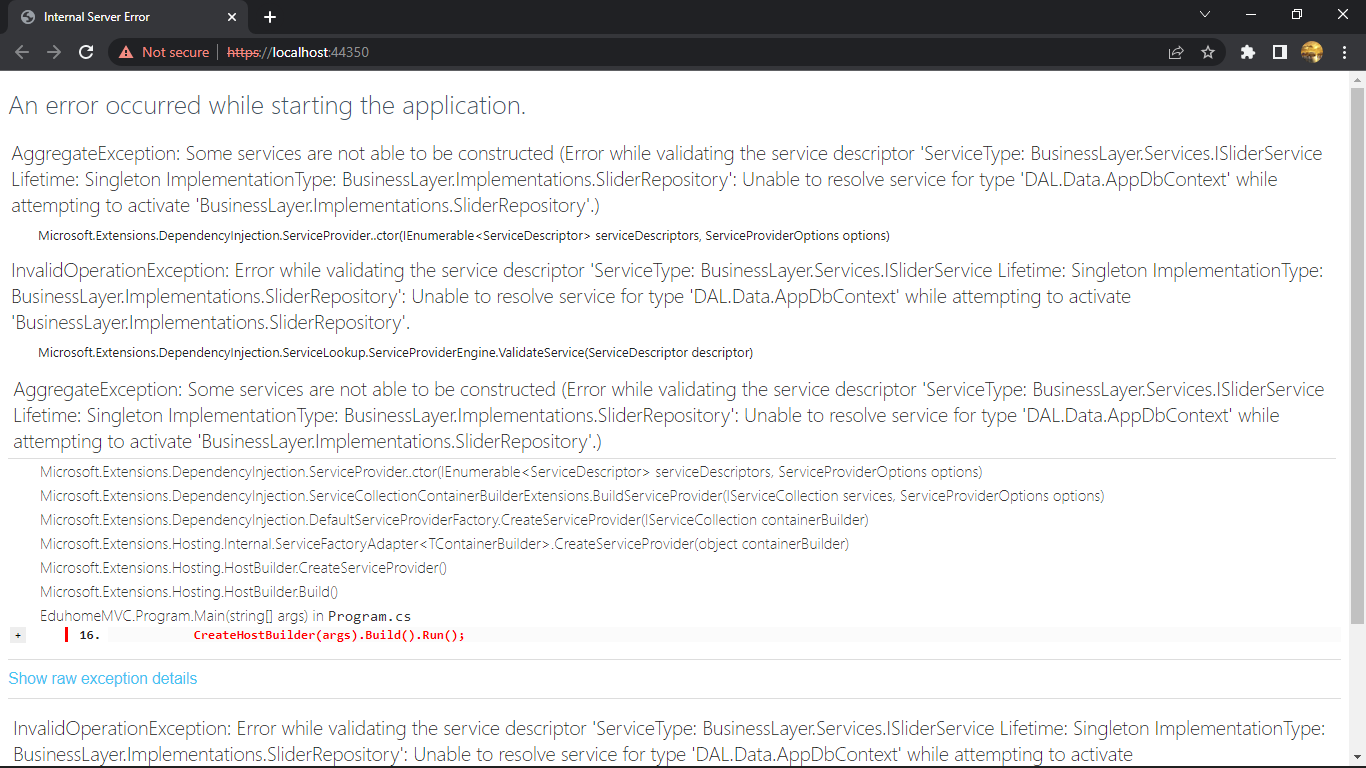 Internal Server Error
Not secure | https://localhost:44350
An error occurred while starting the application.
AggregateException: Some services are not able to be constructed (Error while validating the service descriptor 'ServiceType: BusinessLayer.Services.ISliderService
Lifetime: Singleton ImplementationType: BusinessLayer.Implementations.SliderRepository': Unable to resolve service for type 'DAL.Data.AppDbContext' while
attempting to activate 'BusinessLayer.Implementations.SliderRepository'.)
Microsoft.Extensions.DependencyInjection.ServiceProvider..ctor(IEnumerable<ServiceDescriptor> serviceDescriptors, ServiceProviderOptions options)
InvalidOperationException: Error while validating the service descriptor 'ServiceType: BusinessLayer.Services.ISliderService Lifetime: Singleton ImplementationType:
BusinessLayer.Implementations.SliderRepository': Unable to resolve service for type 'DAL.Data.AppDbContext' while attempting to activate
'BusinessLayer.Implementations.SliderRepository'.
Microsoft.Extensions.DependencyInjection.ServiceLookup.ServiceProviderEngine.ValidateService(ServiceDescriptor descriptor)
AggregateException: Some services are not able to be constructed (Error while validating the service descriptor 'ServiceType: BusinessLayer.Services.ISliderService
Lifetime: Singleton ImplementationType: BusinessLayer.Implementations.SliderRepository': Unable to resolve service for type 'DAL.Data.AppDbContext' while
attempting to activate 'BusinessLayer.Implementations.SliderRepository'.)
Microsoft.Extensions.DependencyInjection.ServiceProvider..ctor(IEnumerable<ServiceDescriptor> serviceDescriptors, ServiceProviderOptions options)
Microsoft.Extensions.DependencyInjection.ServiceCollectionContainerBuilderExtensions.BuildServiceProvider(IServiceCollection services, ServiceProviderOptions options)
Microsoft.Extensions.DependencyInjection.DefaultServiceProviderFactory.CreateServiceProvider(IServiceCollection containerBuilder)
Microsoft.Extensions.Hosting.Internal.ServiceFactoryAdapter<TContainerBuilder>.CreateServiceProvider(object containerBuilder)
Microsoft.Extensions.Hosting.HostBuilder.CreateServiceProvider()
Microsoft.Extensions.Hosting.HostBuilder.Build()
EduhomeMVC.Program.Main(string[] args) in Program.cs
+ 16. CreateHostBuilder(args).Build().Run();
Show raw exception details
InvalidOperationException: Error while validating the service descriptor 'ServiceType: BusinessLayer.Services.ISliderService Lifetime: Singleton ImplementationType:
BusinessLayer.Implementations.SliderRepository': Unable to resolve service for type 'DAL.Data.AppDbContext' while attempting to activate